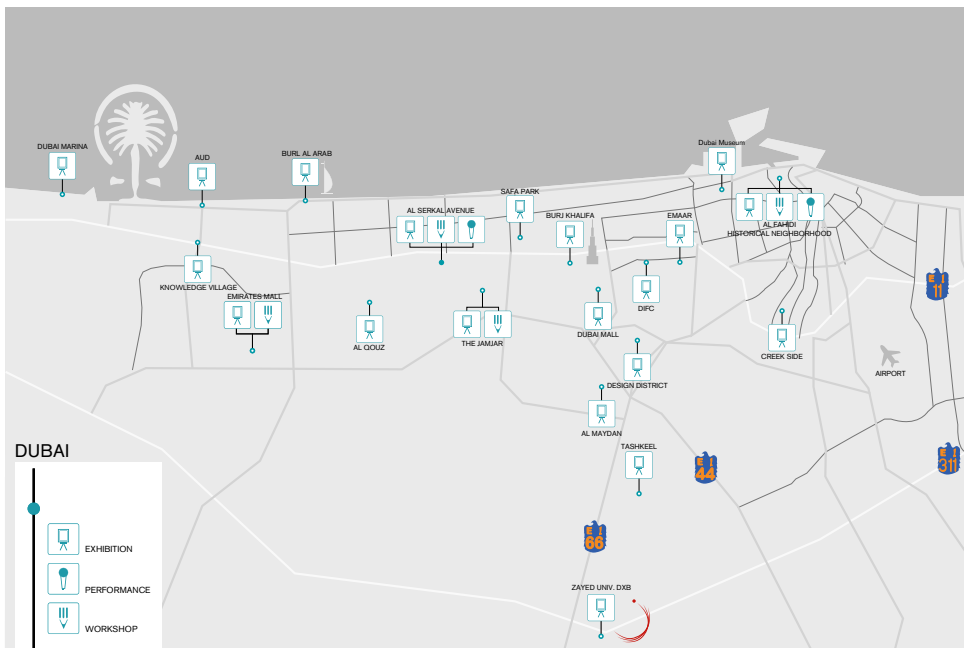 DUBAI MARINA
AUD
BURL AL ARAB
Dubai Museum
SAFA PARK
AL SERKAL AVENUE
BURJ KHALIFA
EMAAR
AL FAHIDI
HISTORICAL NEIGHBORHOOD
KNOWLEDGE VILLAGE
EMIRATES MALL
E 11
DIFC
DUBAI MALL
AL QOUZ
THE JAMJAR
CREEK SIDE
AIRPORT
DESIGN DISTRICT
AL MAYDAN
TASHKEEL
E 44
E 311
E 66
ZAYED UNIV. DXB
DUBAI
EXHIBITION
PERFORMANCE
WORKSHOP